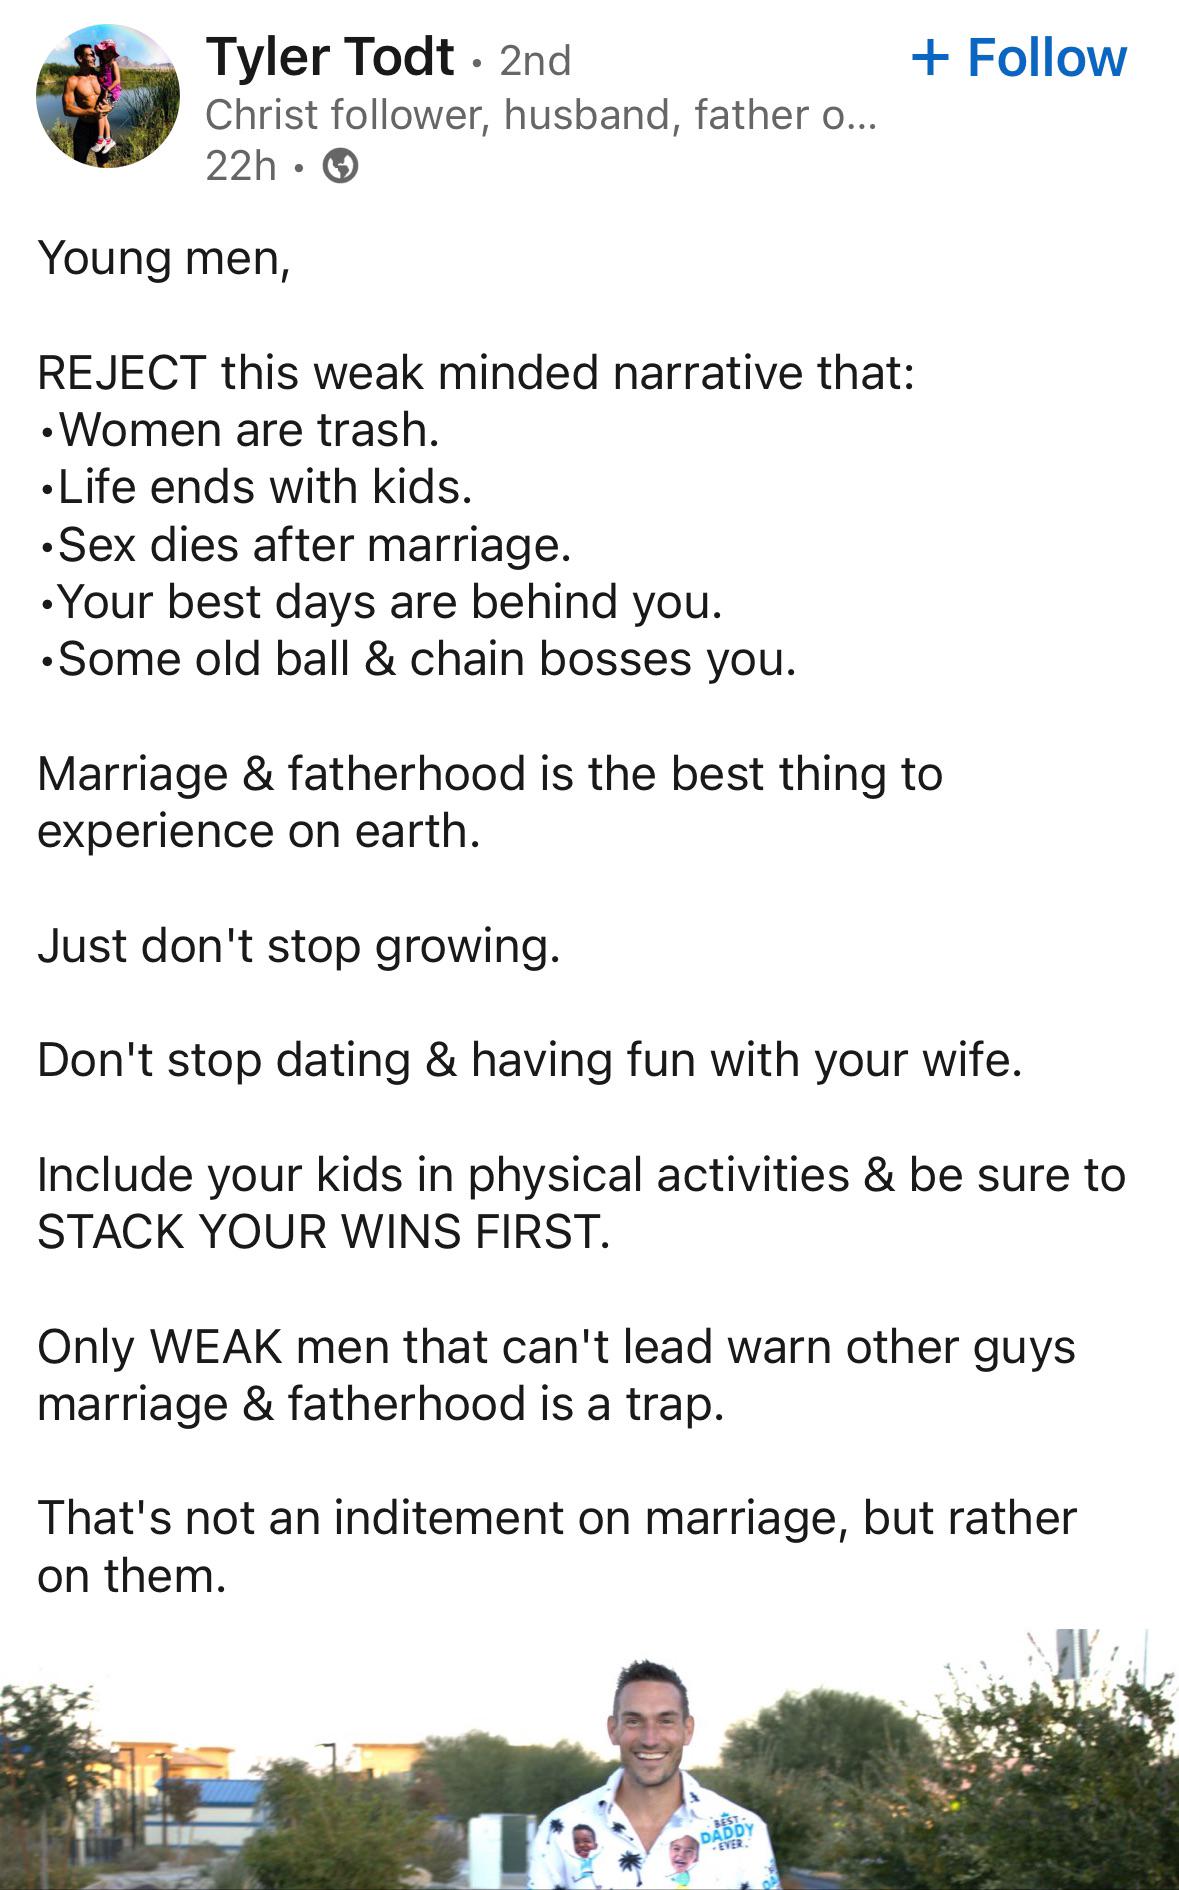 Tyler Todt • 2nd
+ Follow
Christ follower, husband, father o...
22h •
Young men,
REJECT this weak minded narrative that:
•Women are trash.
•Life ends with kids.
•Sex dies after marriage.
•Your best days are behind you.
•Some old ball & chain bosses you.
Marriage & fatherhood is the best thing to
experience on earth.
Just don't stop growing.
Don't stop dating & having fun with your wife.
Include your kids in physical activities & be sure to
STACK YOUR WINS FIRST.
Only WEAK men that can't lead warn other guys
marriage & fatherhood is a trap.
That's not an inditement on marriage, but rather
on them.
BEST
DADDY
EVER